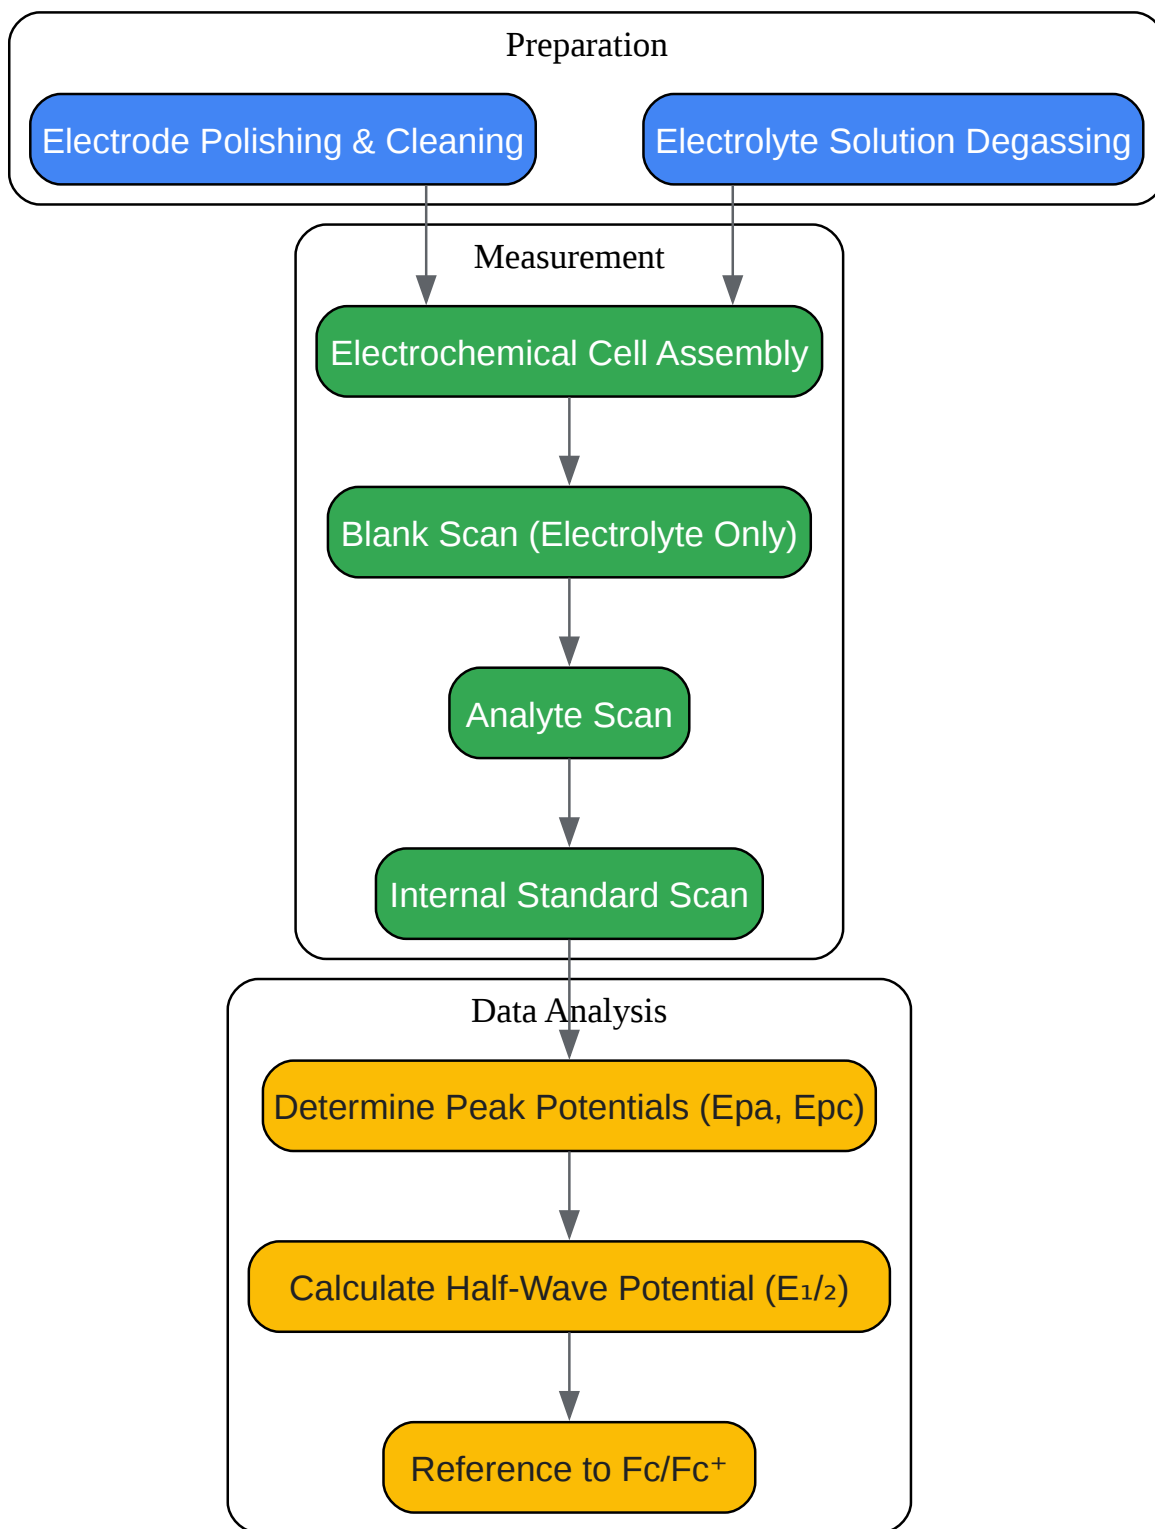 Preparation
Electrode Polishing & Cleaning
Electrolyte Solution Degassing
Measurement
Electrochemical Cell Assembly
Blank Scan (Electrolyte Only)
Analyte Scan
Internal Standard Scan
Data Analysis
Determine Peak Potentials (Epa, Epc)
Calculate Half-Wave Potential (E₁/₂)
Reference to Fc/Fc⁺